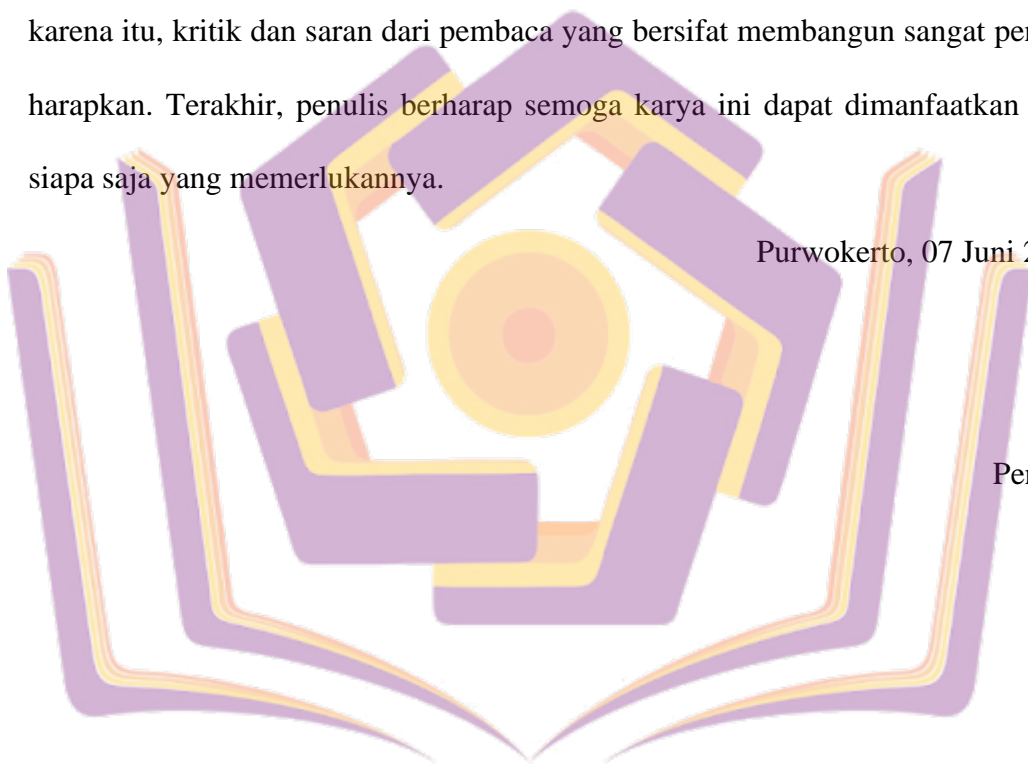 karena itu, kritik dan saran dari pembaca yang bersifat membangun sangat
harapkan. Terakhir, penulis berharap semoga karya ini dapat dimanfaatkan
siapa saja yang memerlukannya.
Purwokerto, 07 Juni